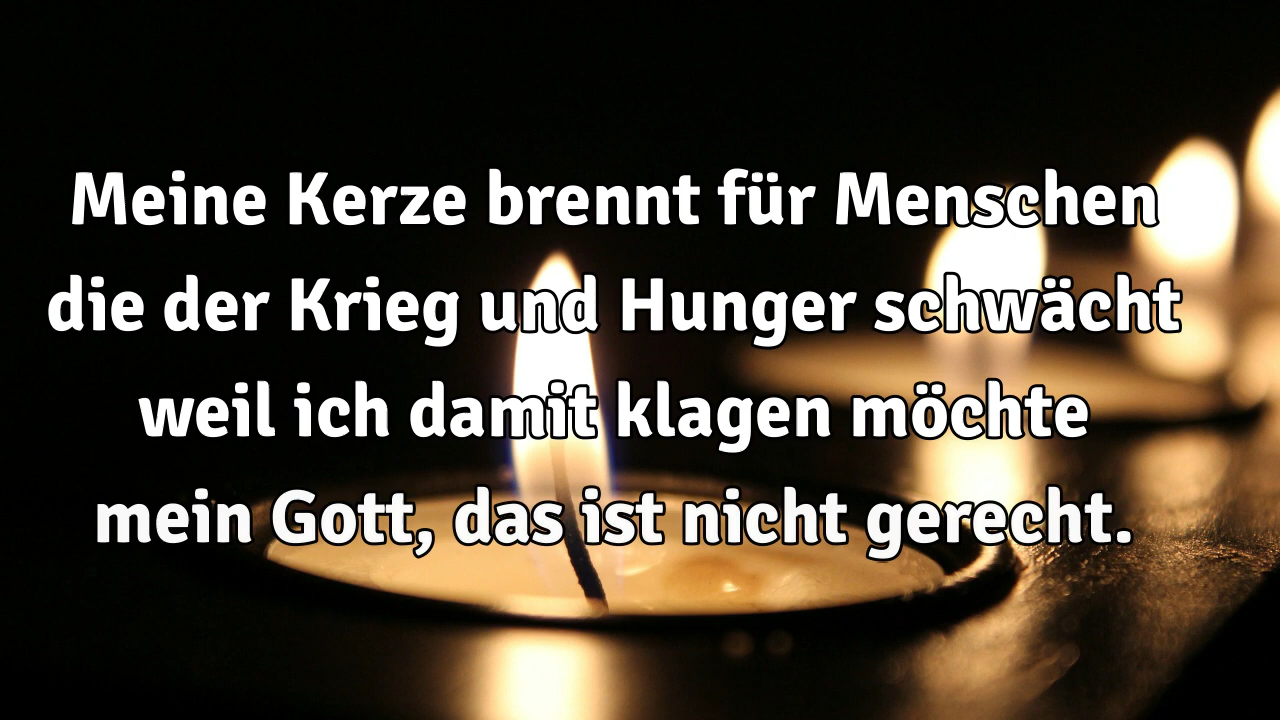 Meine Kerze brennt für Menschen
die der Krieg und Hunger schwächt
weil ich damit klagen möchte
mein Gott, das ist nicht gerecht.